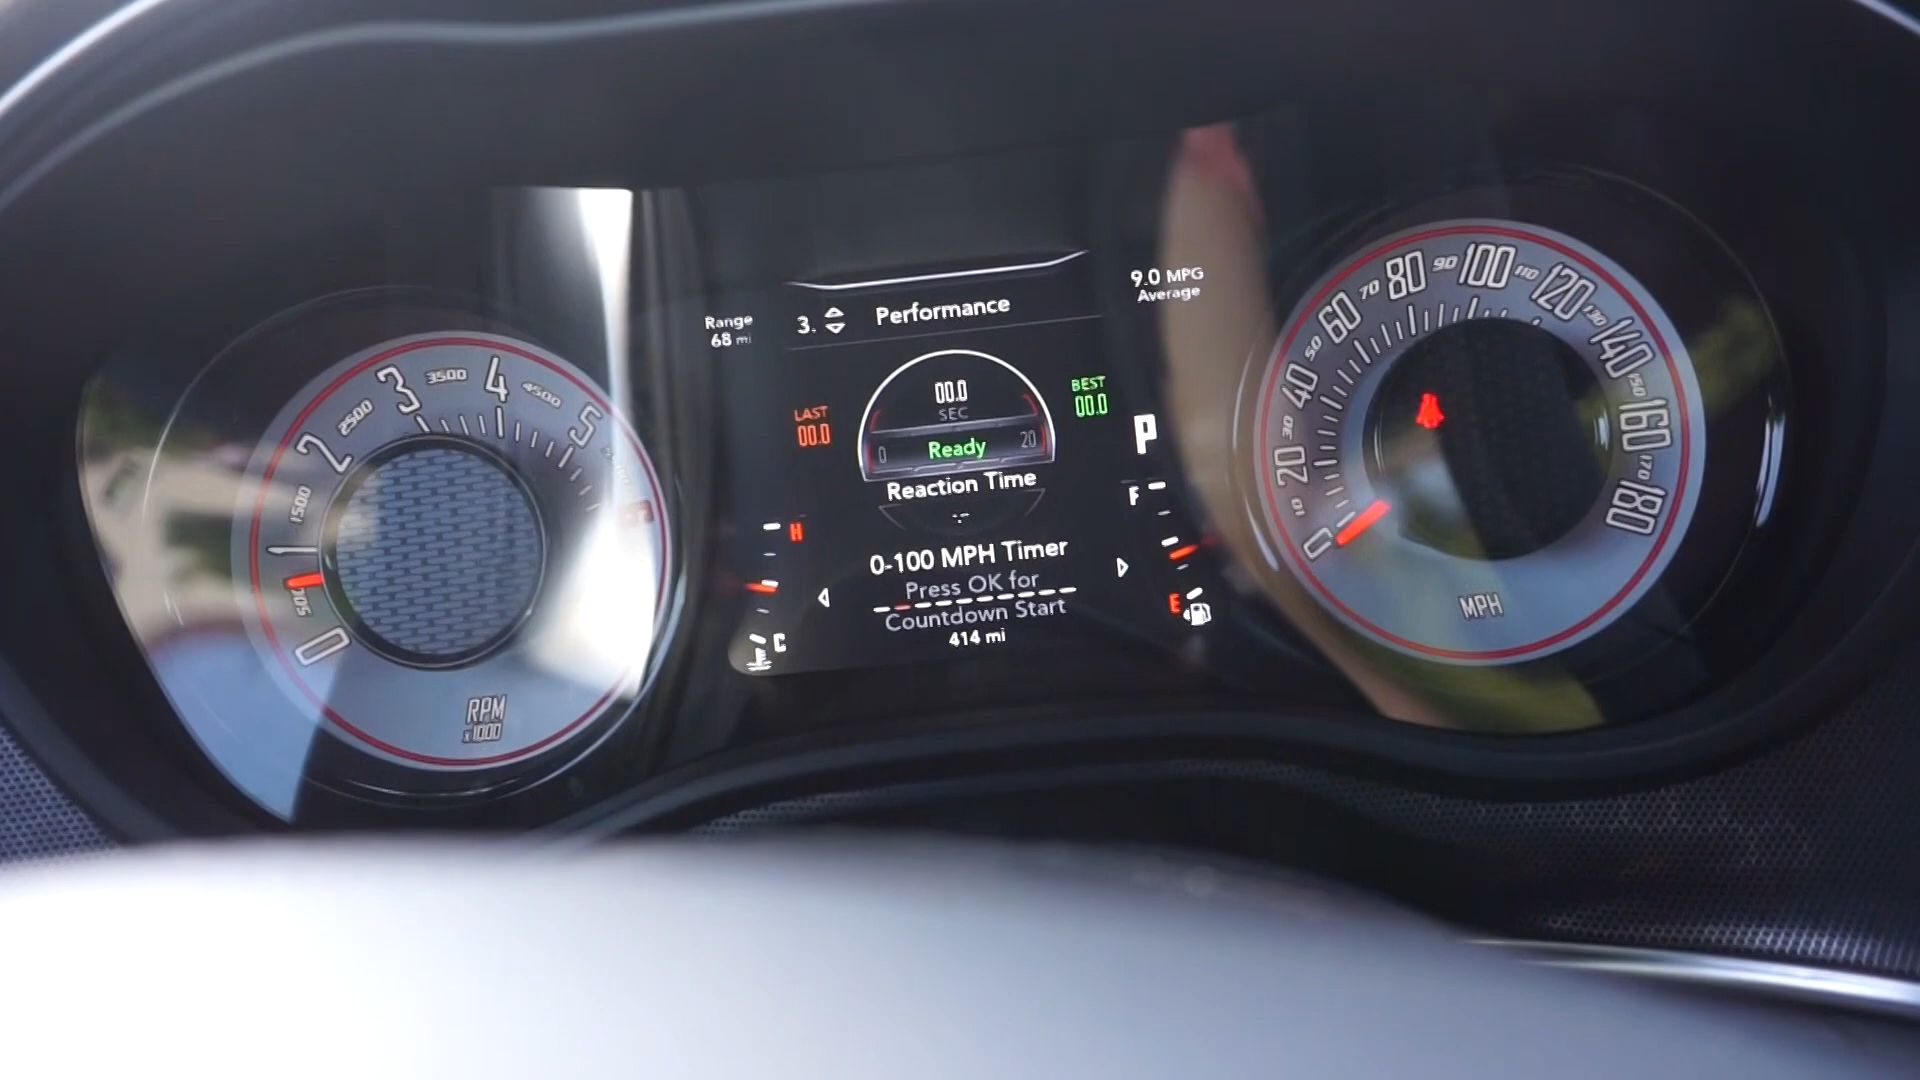 Range
68 mi
3.
Performance
9.0 MPG
Average
LAST
00.0
00.0
SEC
0
Ready
20
BEST
00.0
P
Reaction Time
-.-
0-100 MPH Timer
Press OK for
Countdown Start
414 mi
H
C
F
E
0
500
1
1500
2
2500
3
3500
4
4500
5
6
RPM
x1000
0
10
20
30
40
50
60
70
80
90
100
110
120
130
140
150
160
170
180
MPH